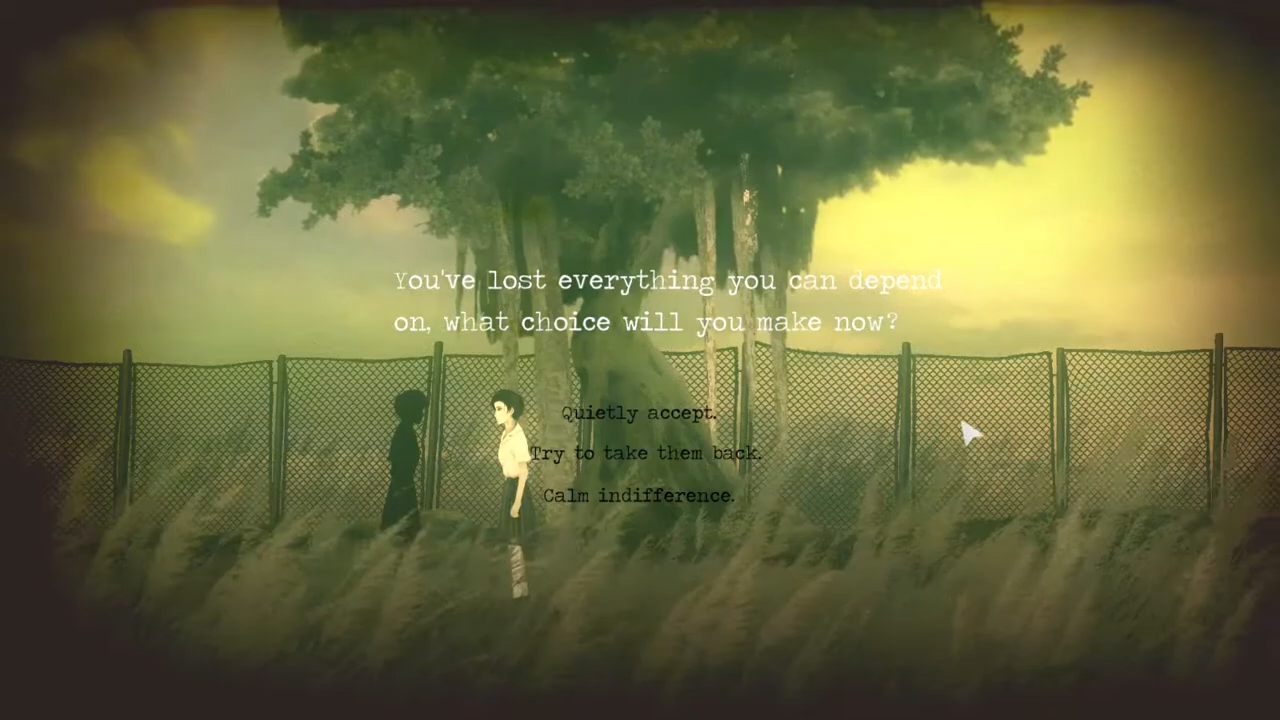 You've lost everything you can depend
on, what choice will you make now?
Quietly accept.
Try to take them back.
Calm indifference.